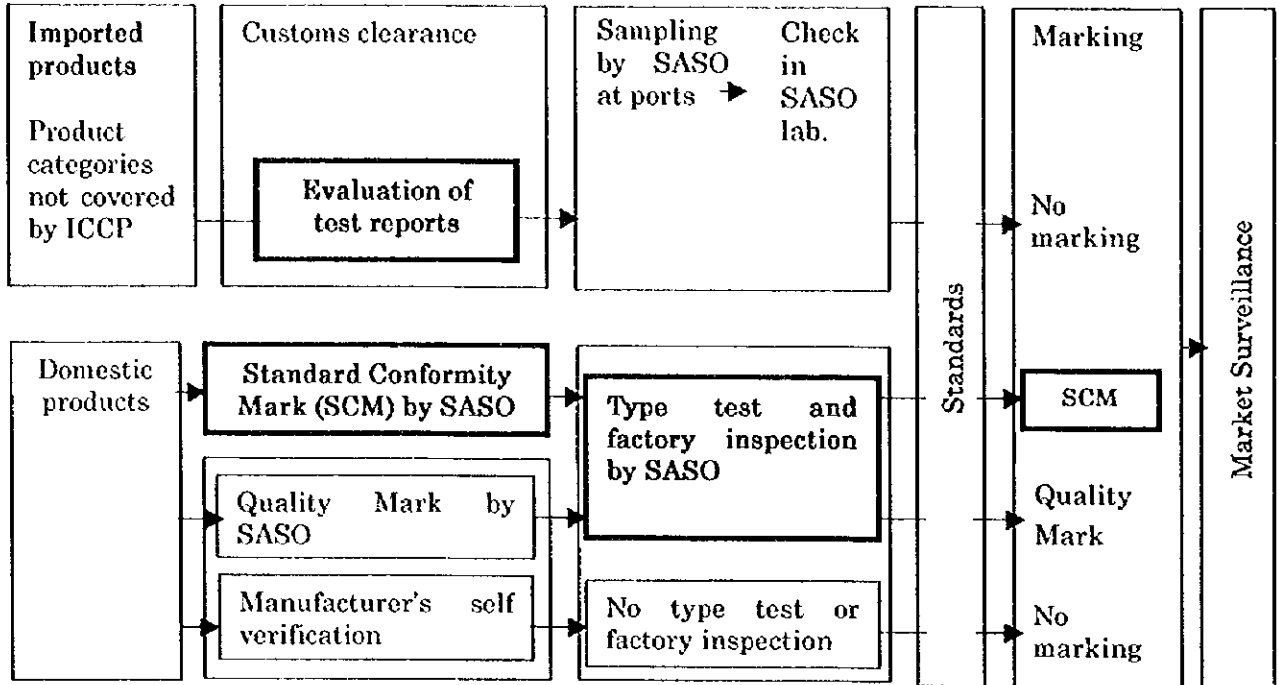 Imported
products
Product
categories
not covered
by ICCP
Customs clearance
Evaluation of
test reports
Sampling
by SASO
at ports
Check
in
SASO
lab.
Standards
Marking
No
marking
Market Surveillance
Domestic
products
Standard Conformity
Mark (SCM) by SASO
Type test and
factory inspection
by SASO
SCM
Quality Mark by
SASO
Quality
Mark
Manufacturer's self
verification
No type test or
factory inspection
No
marking